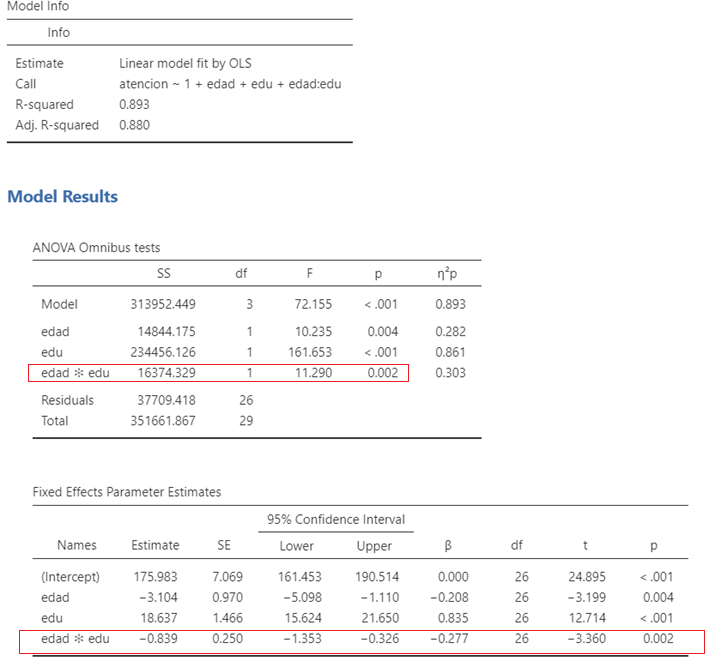 Model Info
Info
Estimate Linear model fit by OLS
Call atencion ~ 1 + edad + edu + edad:edu
R-squared 0.893
Adj. R-squared 0.880
Model Results
ANOVA Omnibus tests
SS df F p η²p
Model 313952.449 3 72.155 < .001 0.893
edad 14844.175 1 10.235 0.004 0.282
edu 234456.126 1 161.653 < .001 0.861
edad ✻ edu 16374.329 1 11.290 0.002 0.303
Residuals 37709.418 26
Total 351661.867 29
Fixed Effects Parameter Estimates
95% Confidence Interval
Names Estimate SE Lower Upper β df t p
(Intercept) 175.983 7.069 161.453 190.514 0.000 26 24.895 < .001
edad −3.104 0.970 −5.098 −1.110 −0.208 26 −3.199 0.004
edu 18.637 1.466 15.624 21.650 0.835 26 12.714 < .001
edad ✻ edu −0.839 0.250 −1.353 −0.326 −0.277 26 −3.360 0.002